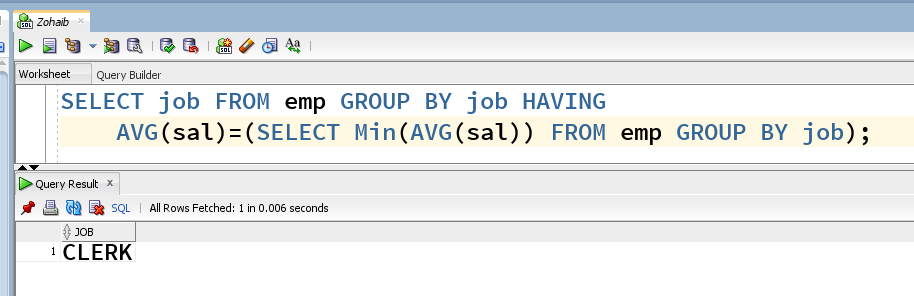 Zohaib
Worksheet Query Builder
SELECT job FROM emp GROUP BY job HAVING
AVG(sal)=(SELECT Min(AVG(sal)) FROM emp GROUP BY job);
Query Result x
SQL All Rows Fetched: 1 in 0.006 seconds
JOB
1 CLERK